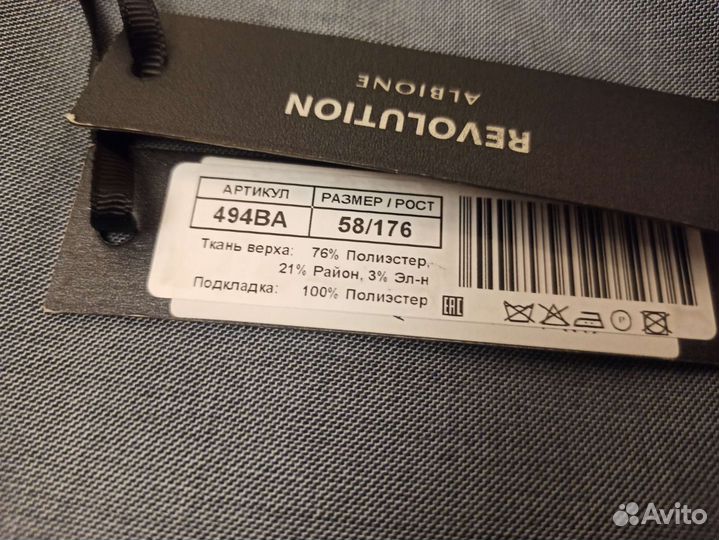 REVOLUTION
ALBIONE
АРТИКУЛ РАЗМЕР / РОСТ
494ВА 58/176
Ткань верха: 76% Полиэстер,
21% Район, 3% Эл-н
Подкладка: 100% Полиэстер
EAC
P
Avito